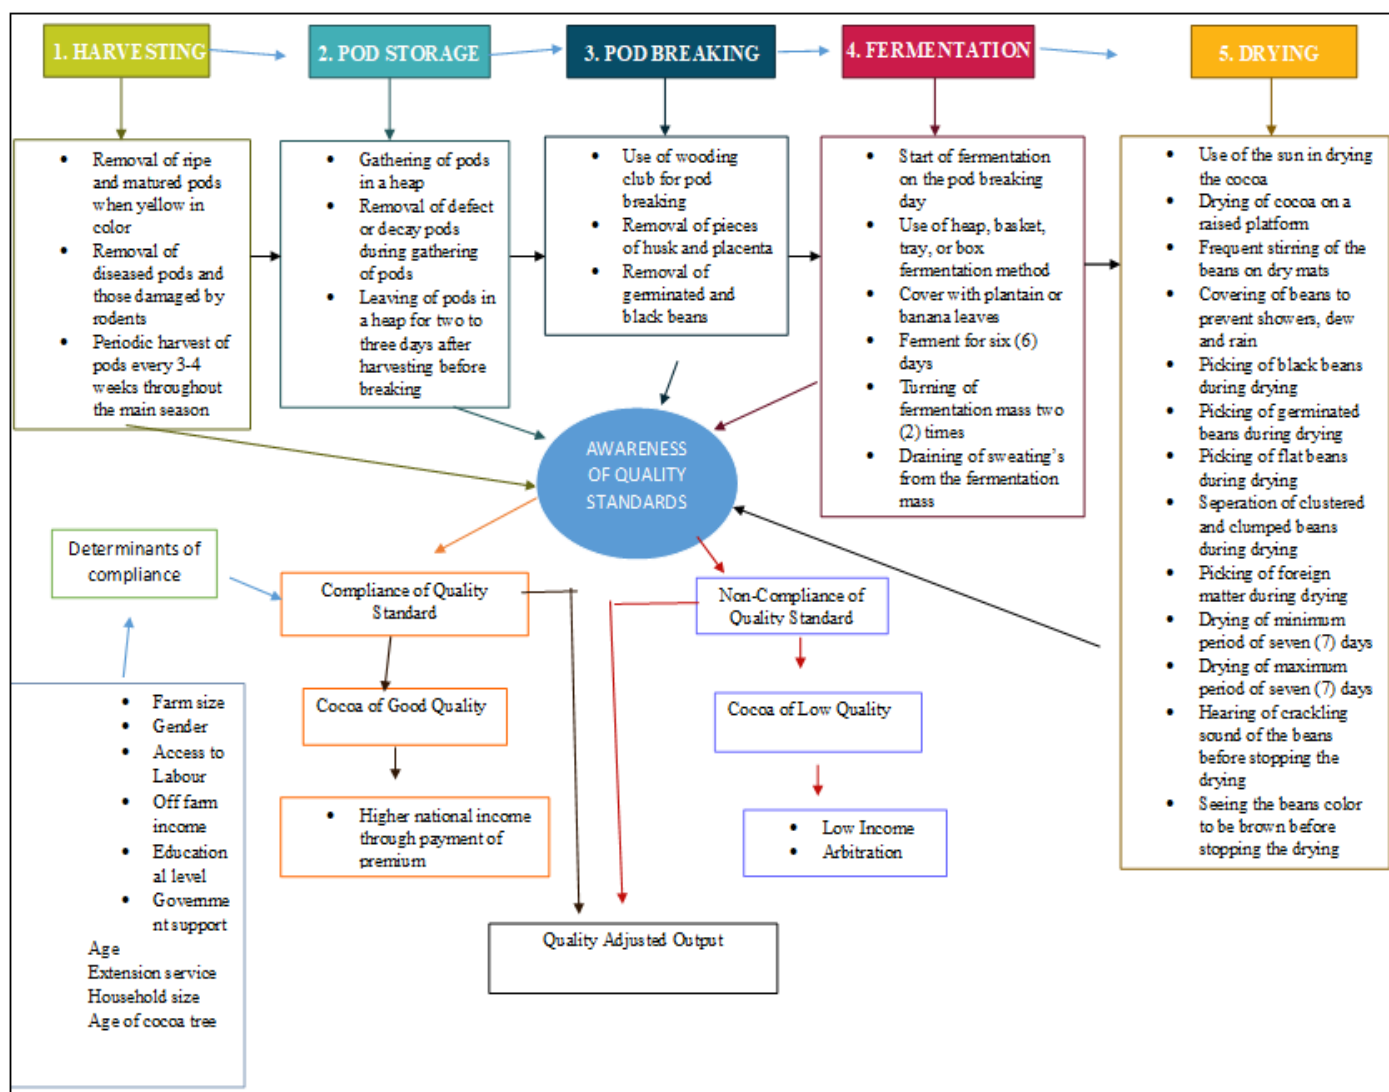 1. HARVESTING
2. POD STORAGE
3. POD BREAKING
4. FERMENTATION
5. DRYING
• Removal of ripe
and matured pods
when yellow in
color
• Removal of
diseased pods and
those damaged by
rodents
• Periodic harvest of
pods every 3-4
weeks throughout
the main season
• Gathering of pods
in a heap
• Removal of defect
or decay pods
during gathering
of pods
• Leaving of pods in
a heap for two to
three days after
harvesting before
breaking
• Use of wooding
club for pod
breaking
• Removal of pieces
of husk and placenta
• Removal of
germinated and
black beans
• Start of fermentation
on the pod breaking
day
• Use of heap, basket,
tray, or box
fermentation method
• Cover with plantain or
banana leaves
• Ferment for six (6)
days
• Turning of
fermentation mass two
(2) times
• Draining of sweating's
from the fermentation
mass
• Use of the sun in drying
the cocoa
• Drying of cocoa on a
raised platform
• Frequent stirring of the
beans on dry mats
• Covering of beans to
prevent showers, dew
and rain
• Picking of black beans
during drying
• Picking of germinated
beans during drying
• Picking of flat beans
during drying
• Seperation of clustered
and clumped beans
during drying
• Picking of foreign
matter during drying
• Drying of minimum
period of seven (7) days
• Drying of maximum
period of seven (7) days
• Hearing of crackling
sound of the beans
before stopping the
drying
• Seeing the beans color
to be brown before
stopping the drying
AWARENESS
OF QUALITY
STANDARDS
Determinants of
compliance
Compliance of Quality
Standard
Non-Compliance of
Quality Standard
Cocoa of Good Quality
Cocoa of Low Quality
• Higher national income
through payment of
premium
• Low Income
• Arbitration
• Farm size
• Gender
• Access to
Labour
• Off farm
income
• Education
al level
• Governme
nt support
Age
Extension service
Household size
Age of cocoa tree
Quality Adjusted Output